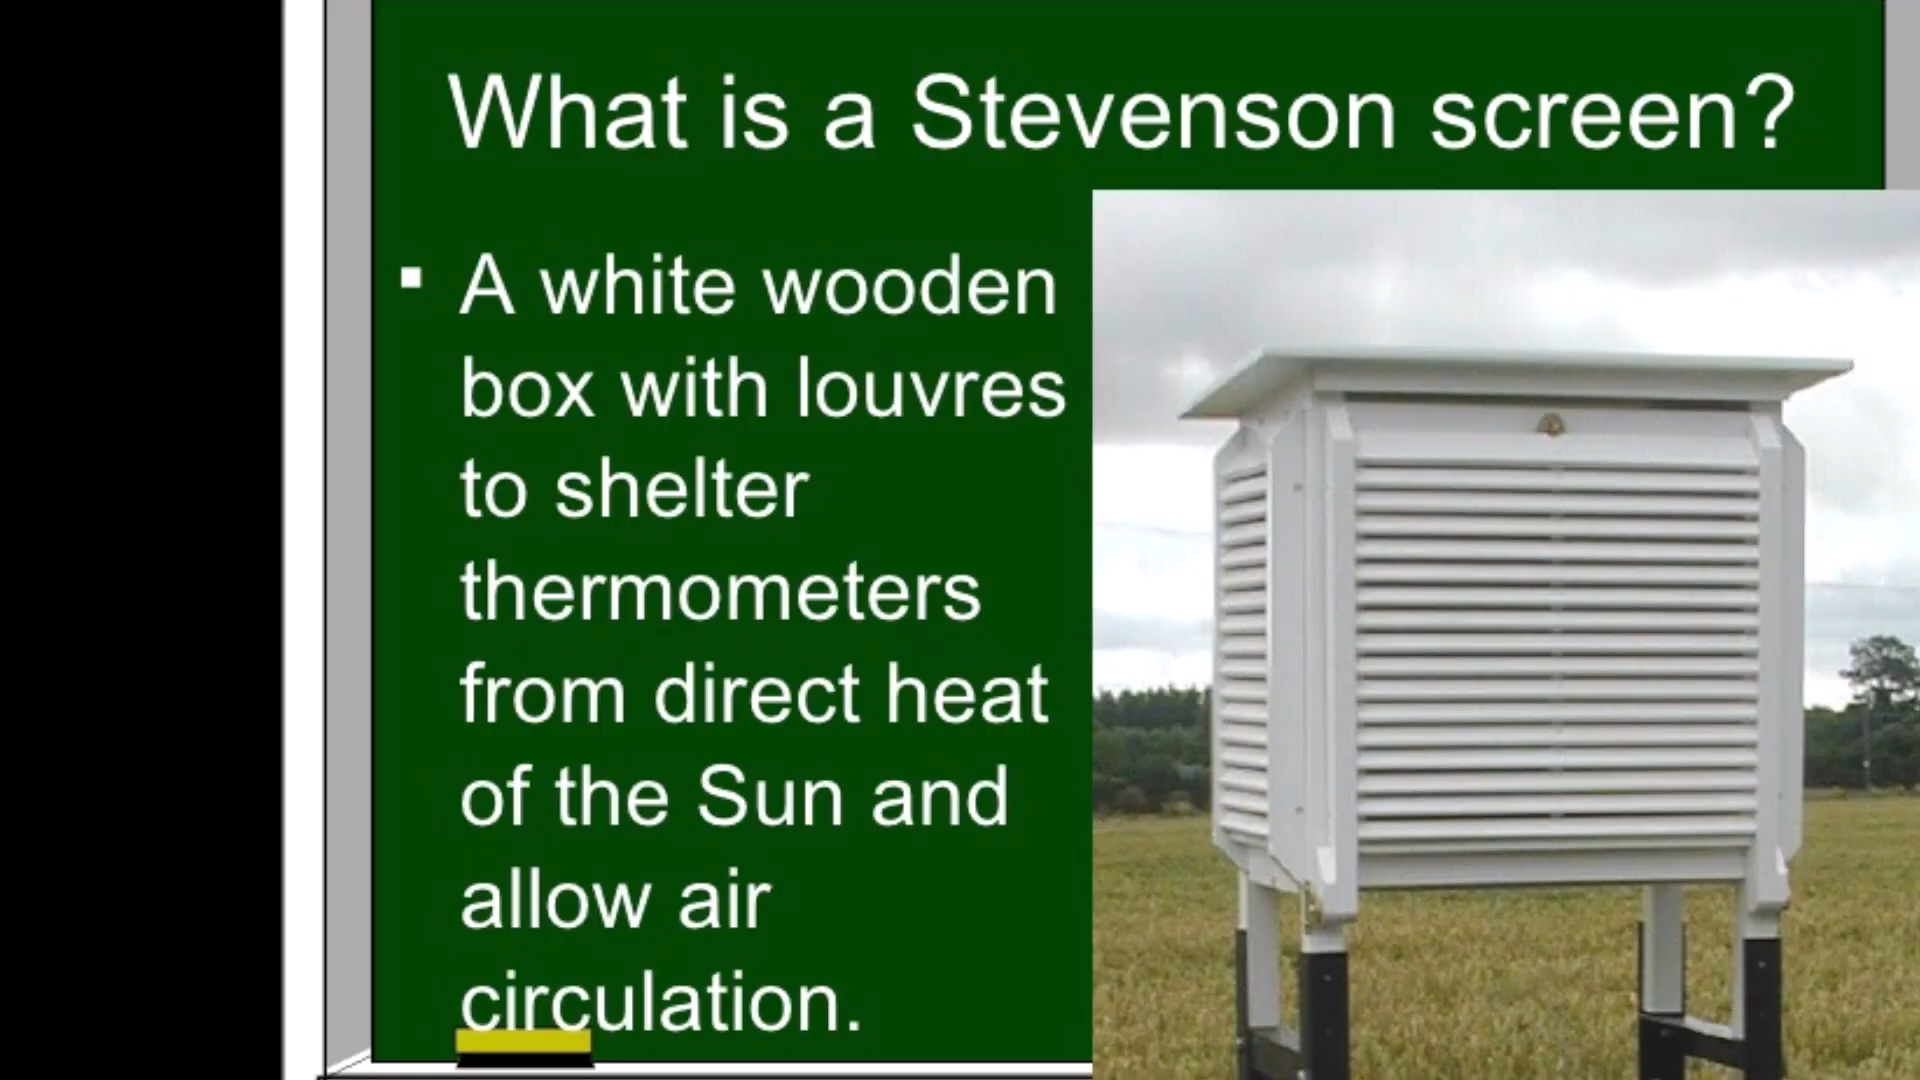 What is a Stevenson screen?
▪ A white wooden
box with louvres
to shelter
thermometers
from direct heat
of the Sun and
allow air
circulation.